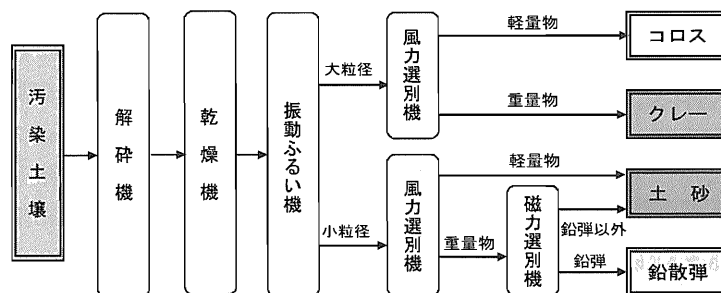 汚染土壌
解砕機
乾燥機
振動ふるい機
大粒径
小粒径
風力選別機
軽量物
重量物
コロス
クレー
風力選別機
軽量物
重量物
磁力選別機
鉛弾以外
鉛弾
土砂
鉛散弾